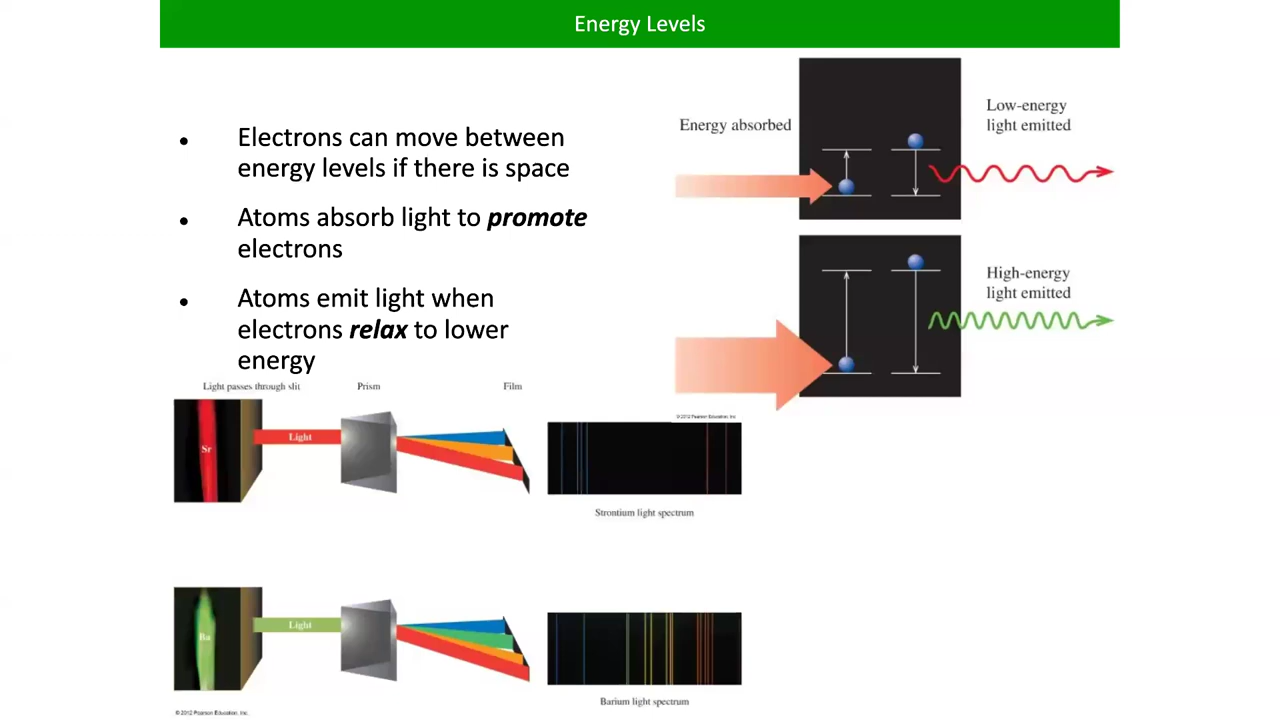 Energy Levels
Electrons can move between
energy levels if there is space
Atoms absorb light to promote
electrons
Atoms emit light when
electrons relax to lower
energy
Energy absorbed
Low-energy
light emitted
High-energy
light emitted
© 2012 Pearson Education, Inc.
Light passes through slit
Prism
Film
Sr
Light
Strontium light spectrum
Ba
Light
Barium light spectrum
© 2012 Pearson Education, Inc.